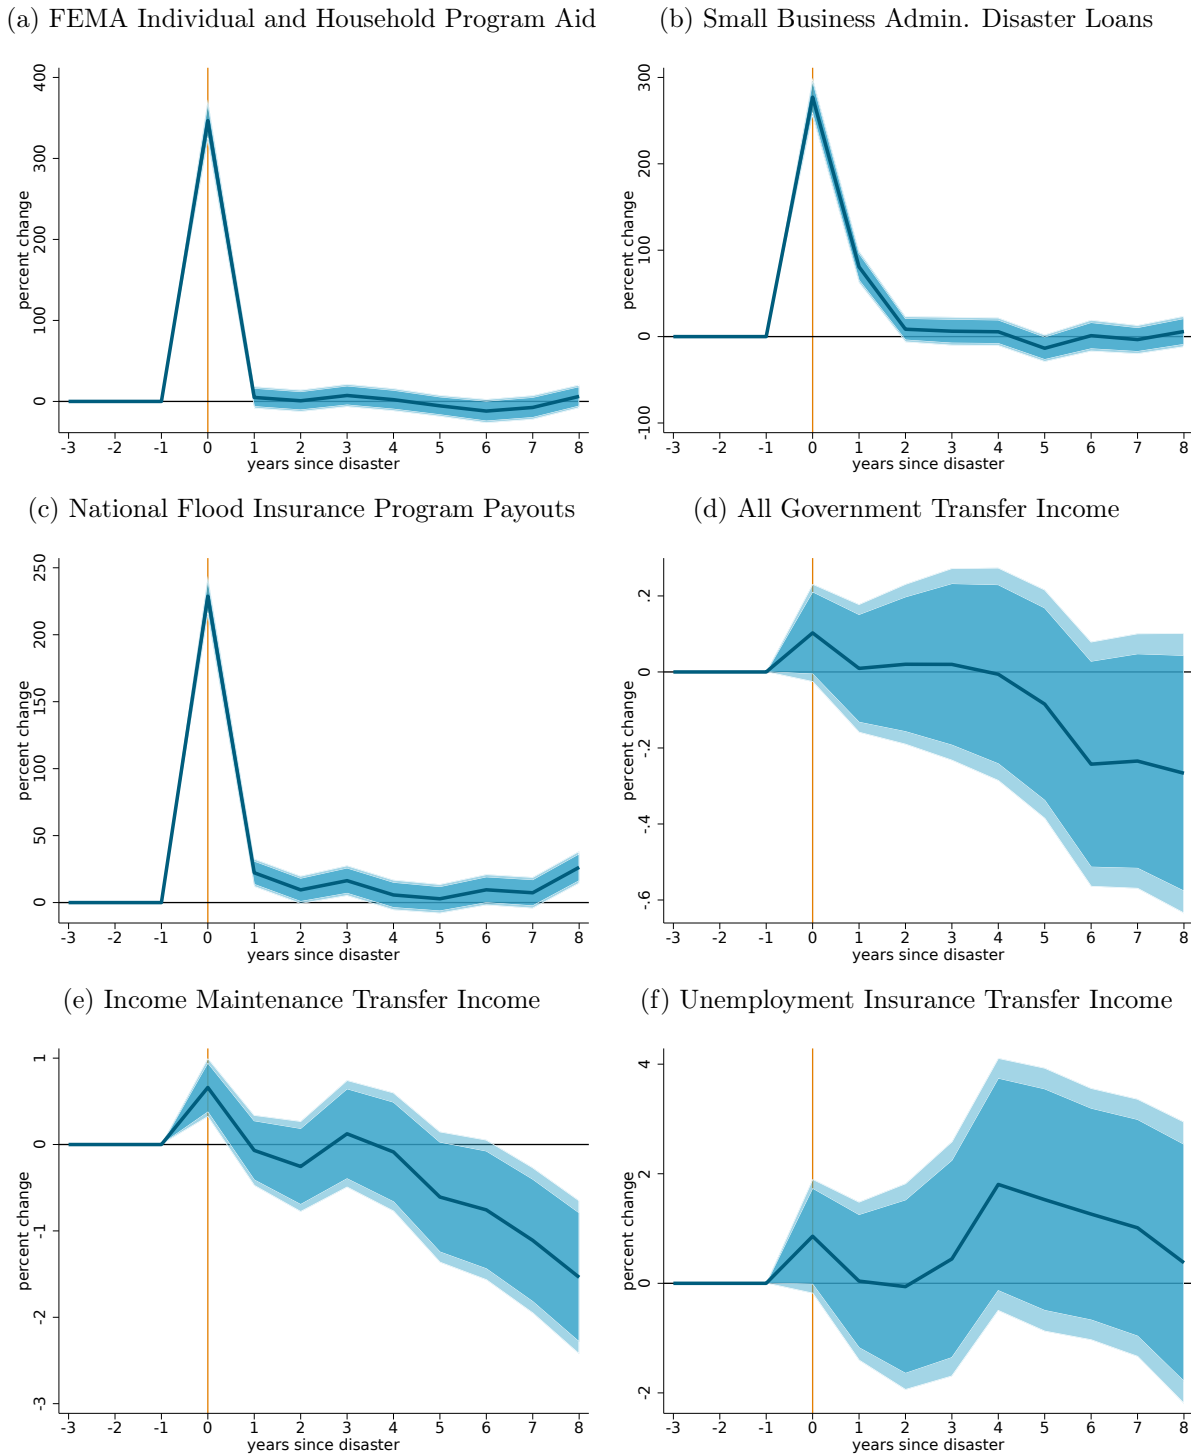 (a) FEMA Individual and Household Program Aid
percent change
400
300
200
100
0
-3 -2 -1 0 1 2 3 4 5 6 7 8
years since disaster
(b) Small Business Admin. Disaster Loans
percent change
300
200
100
0
-100
-3 -2 -1 0 1 2 3 4 5 6 7 8
years since disaster
(c) National Flood Insurance Program Payouts
percent change
250
200
150
100
50
0
-3 -2 -1 0 1 2 3 4 5 6 7 8
years since disaster
(d) All Government Transfer Income
percent change
.2
0
-.2
-.4
-.6
-3 -2 -1 0 1 2 3 4 5 6 7 8
years since disaster
(e) Income Maintenance Transfer Income
percent change
1
0
-1
-2
-3
-3 -2 -1 0 1 2 3 4 5 6 7 8
years since disaster
(f) Unemployment Insurance Transfer Income
percent change
4
2
0
-2
-3 -2 -1 0 1 2 3 4 5 6 7 8
years since disaster